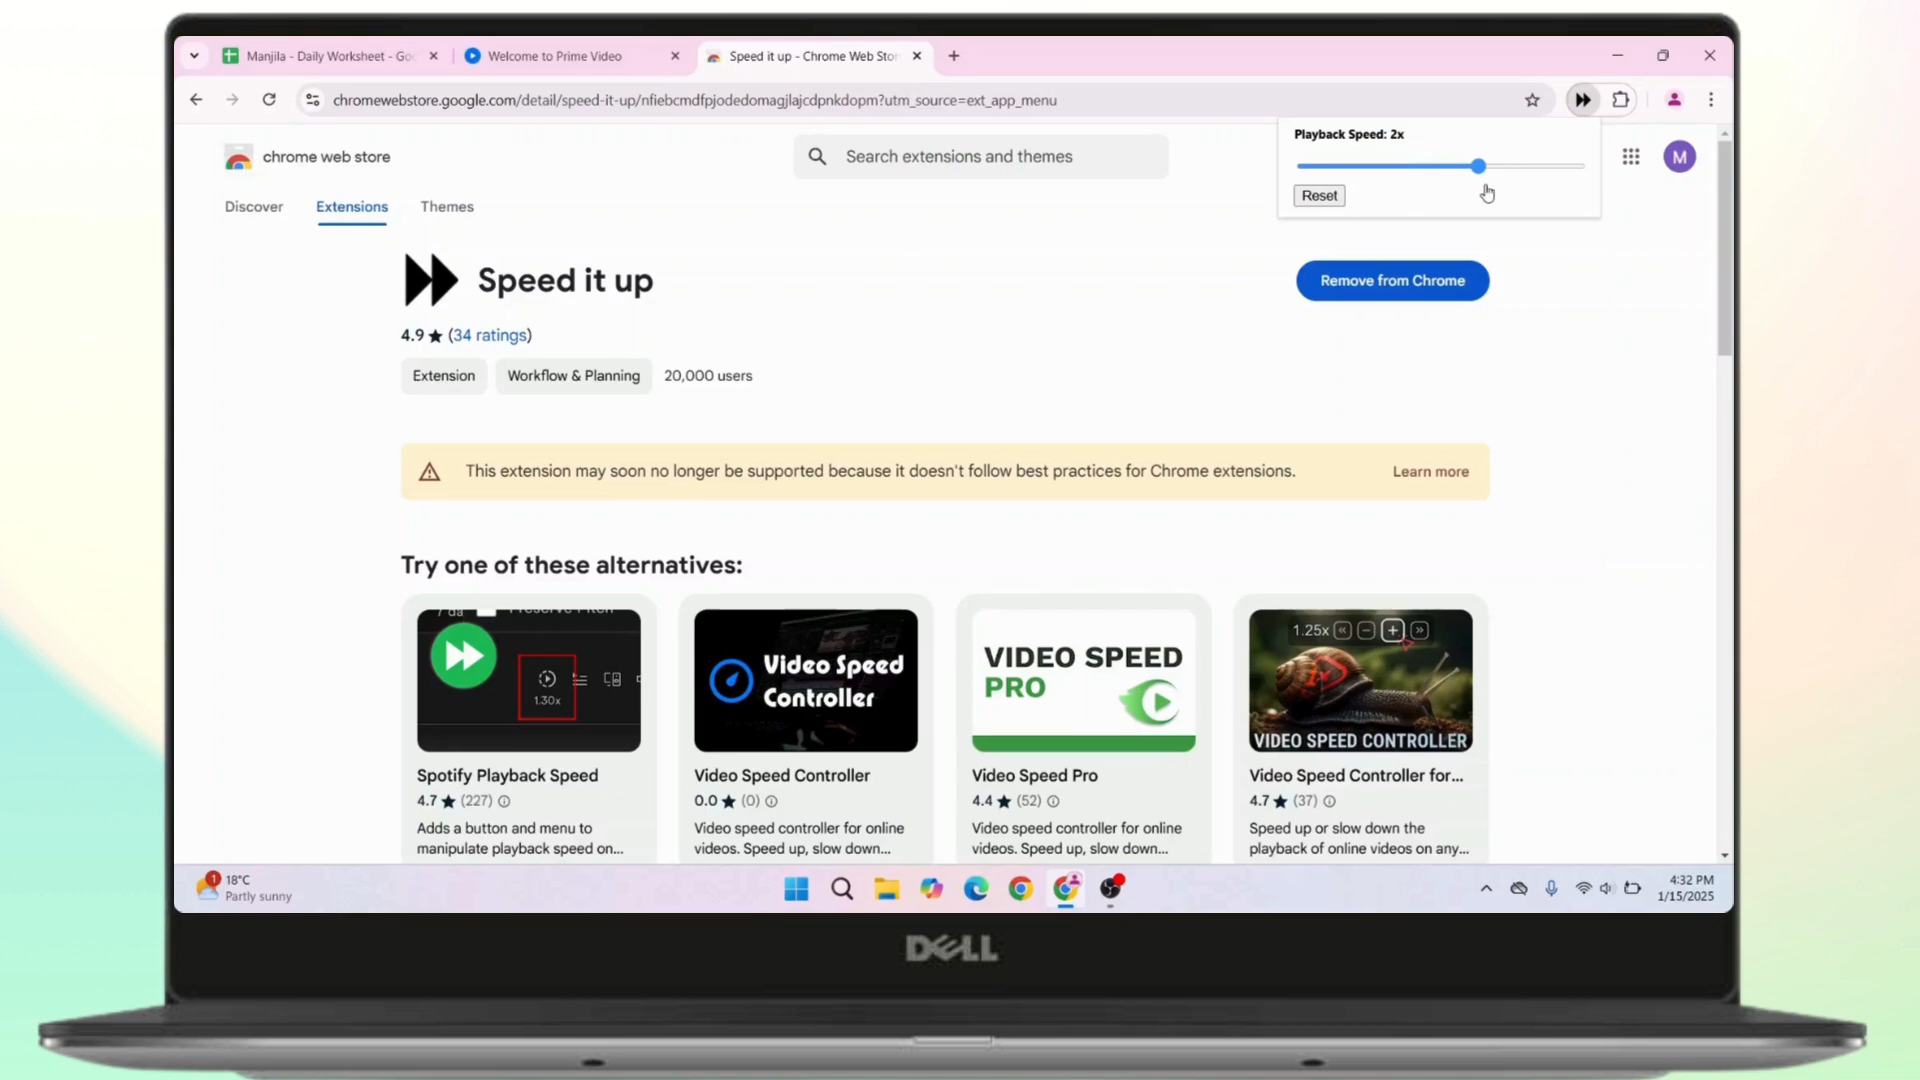 Manjila - Daily Worksheet - Goo
Welcome to Prime Video
Speed it up - Chrome Web Stor
chromewebstore.google.com/detail/speed-it-up/nfiebcmdfpjodedomagjlajcdpnkdopm?utm_source=ext_app_menu
Playback Speed: 2x
Reset
chrome web store
Search extensions and themes
M
Discover
Extensions
Themes
Speed it up
Remove from Chrome
4.9 ★ (34 ratings)
Extension
Workflow & Planning
20,000 users
This extension may soon no longer be supported because it doesn't follow best practices for Chrome extensions.
Learn more
Try one of these alternatives:
1.30x
Video Speed
Controller
VIDEO SPEED
PRO
1.25x
VIDEO SPEED CONTROLLER
Spotify Playback Speed
4.7 ★ (227)
Adds a button and menu to
manipulate playback speed on...
Video Speed Controller
0.0 ★ (0)
Video speed controller for online
videos. Speed up, slow down...
Video Speed Pro
4.4 ★ (52)
Video speed controller for online
videos. Speed up, slow down...
Video Speed Controller for...
4.7 ★ (37)
Speed up or slow down the
playback of online videos on any...
1
18°C
Partly sunny
4:32 PM
1/15/2025
DELL